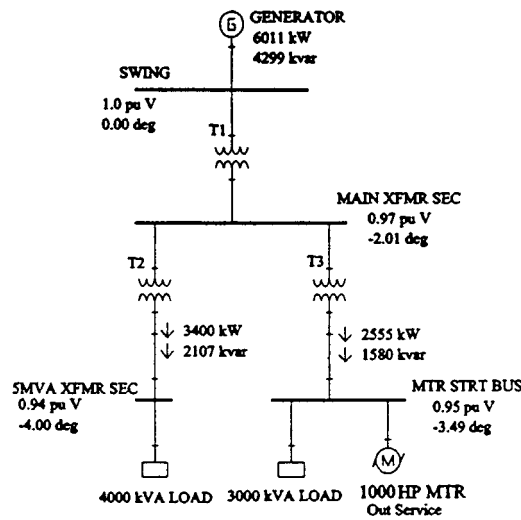 GENERATOR
G
6011 kW
4299 kvar
SWING
1.0 pu V
0.00 deg
T1
MAIN XFMR SEC
0.97 pu V
-2.01 deg
T2
T3
3400 kW
2107 kvar
2555 kW
1580 kvar
5MVA XFMR SEC
0.94 pu V
-4.00 deg
MTR STRT BUS
0.95 pu V
-3.49 deg
M
4000 kVA LOAD
3000 kVA LOAD
1000 HP MTR
Out Service